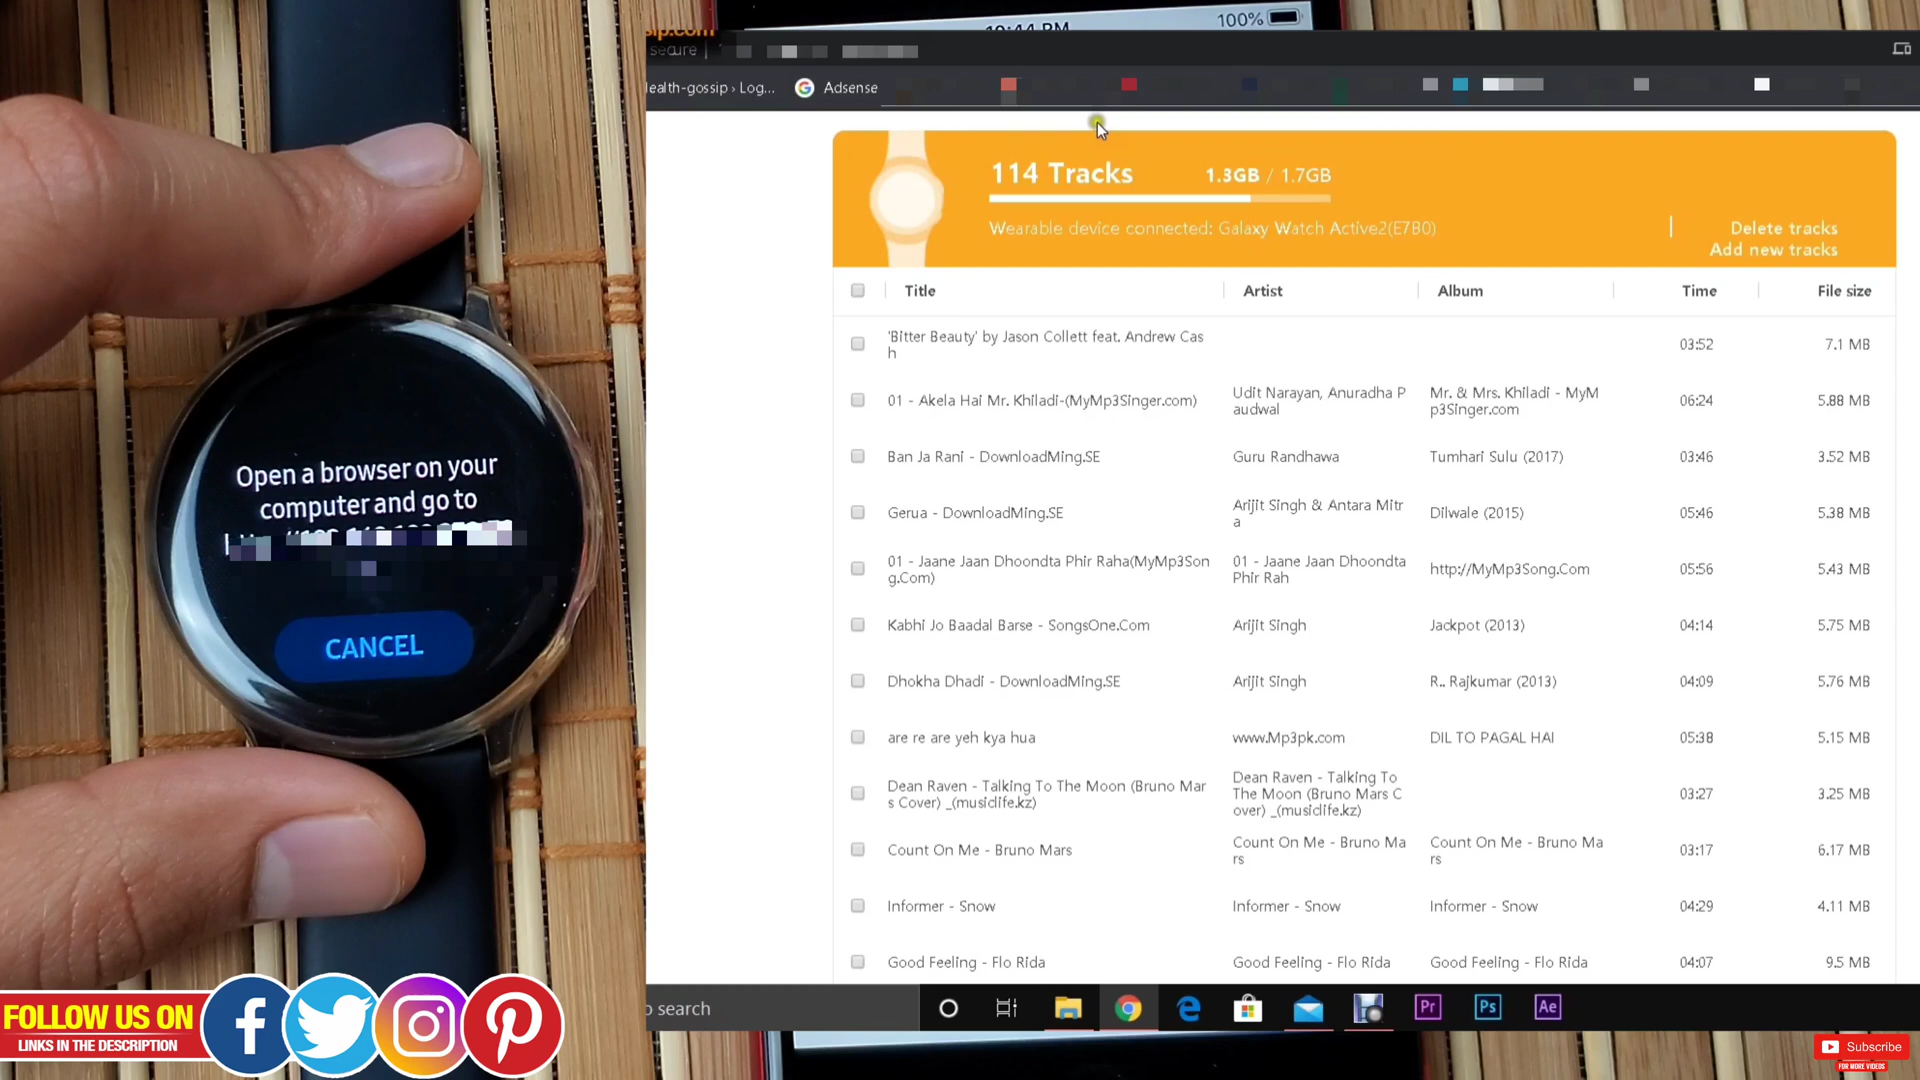 10:44 PM
100%
secure
ealth-gossip › Log...
Adsense
114 Tracks
1.3GB / 1.7GB
Wearable device connected: Galaxy Watch Active2(E7B0)
Delete tracks
Add new tracks
Title Artist Album Time File size
'Bitter Beauty' by Jason Collett feat. Andrew Cas
h
03:52 7.1 MB
01 - Akela Hai Mr. Khiladi-(MyMp3Singer.com)
Udit Narayan, Anuradha P
audwal
Mr. & Mrs. Khiladi - MyM
p3Singer.com
06:24 5.88 MB
Ban Ja Rani - DownloadMing.SE Guru Randhawa Tumhari Sulu (2017) 03:46 3.52 MB
Gerua - DownloadMing.SE
Arijit Singh & Antara Mitr
a
Dilwale (2015) 05:46 5.38 MB
01 - Jaane Jaan Dhoondta Phir Raha(MyMp3Son
g.Com)
01 - Jaane Jaan Dhoondta
Phir Rah
http://MyMp3Song.Com 05:56 5.43 MB
Kabhi Jo Baadal Barse - SongsOne.Com Arijit Singh Jackpot (2013) 04:14 5.75 MB
Dhokha Dhadi - DownloadMing.SE Arijit Singh R.. Rajkumar (2013) 04:09 5.76 MB
are re are yeh kya hua www.Mp3pk.com DIL TO PAGAL HAI 05:38 5.15 MB
Dean Raven - Talking To The Moon (Bruno Mar
s Cover) _(musiclife.kz)
Dean Raven - Talking To
The Moon (Bruno Mars C
over) _(musiclife.kz)
03:27 3.25 MB
Count On Me - Bruno Mars
Count On Me - Bruno Ma
rs
Count On Me - Bruno Ma
rs
03:17 6.17 MB
Informer - Snow Informer - Snow Informer - Snow 04:29 4.11 MB
Good Feeling - Flo Rida Good Feeling - Flo Rida Good Feeling - Flo Rida 04:07 9.5 MB
search
Pr
Ps
Ae
Open a browser on your
computer and go to
CANCEL
FOLLOW US ON
LINKS IN THE DESCRIPTION
Subscribe
FOR MORE VIDEOS